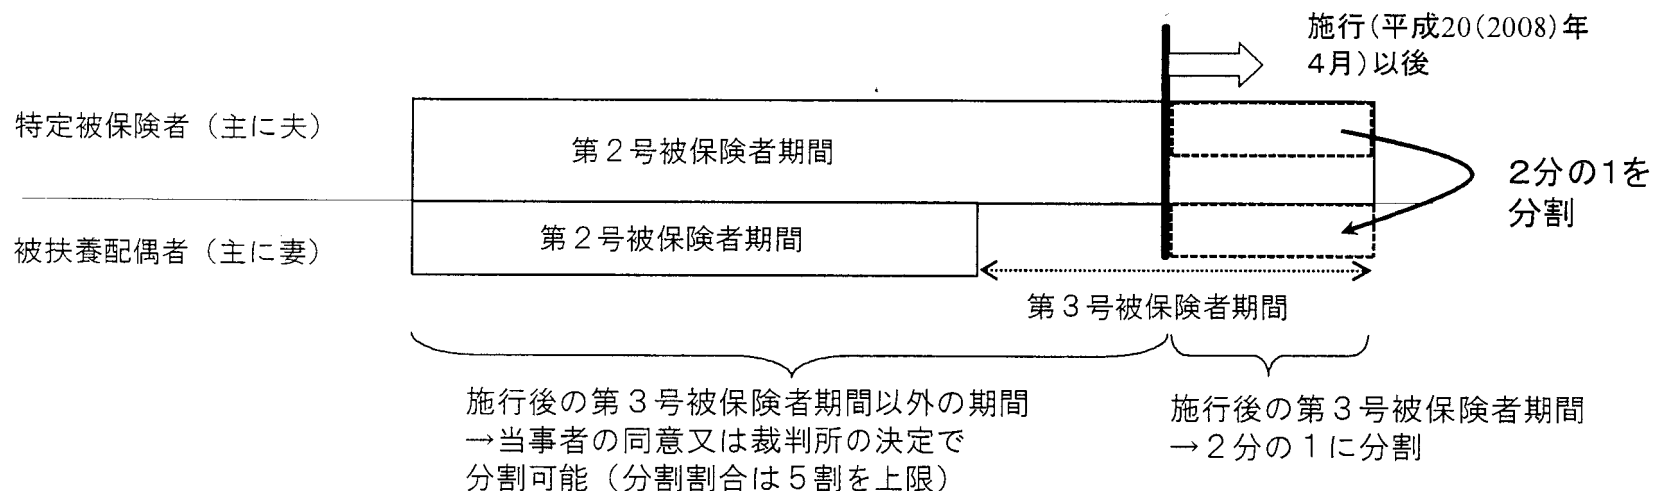 施行(平成20(2008)年
4月)以後
特定被保険者(主に夫)
第2号被保険者期間
2分の1を
分割
被扶養配偶者(主に妻)
第2号被保険者期間
第3号被保険者期間
施行後の第3号被保険者期間以外の期間
→当事者の同意又は裁判所の決定で
分割可能(分割割合は5割を上限)
施行後の第3号被保険者期間
→2分の1に分割